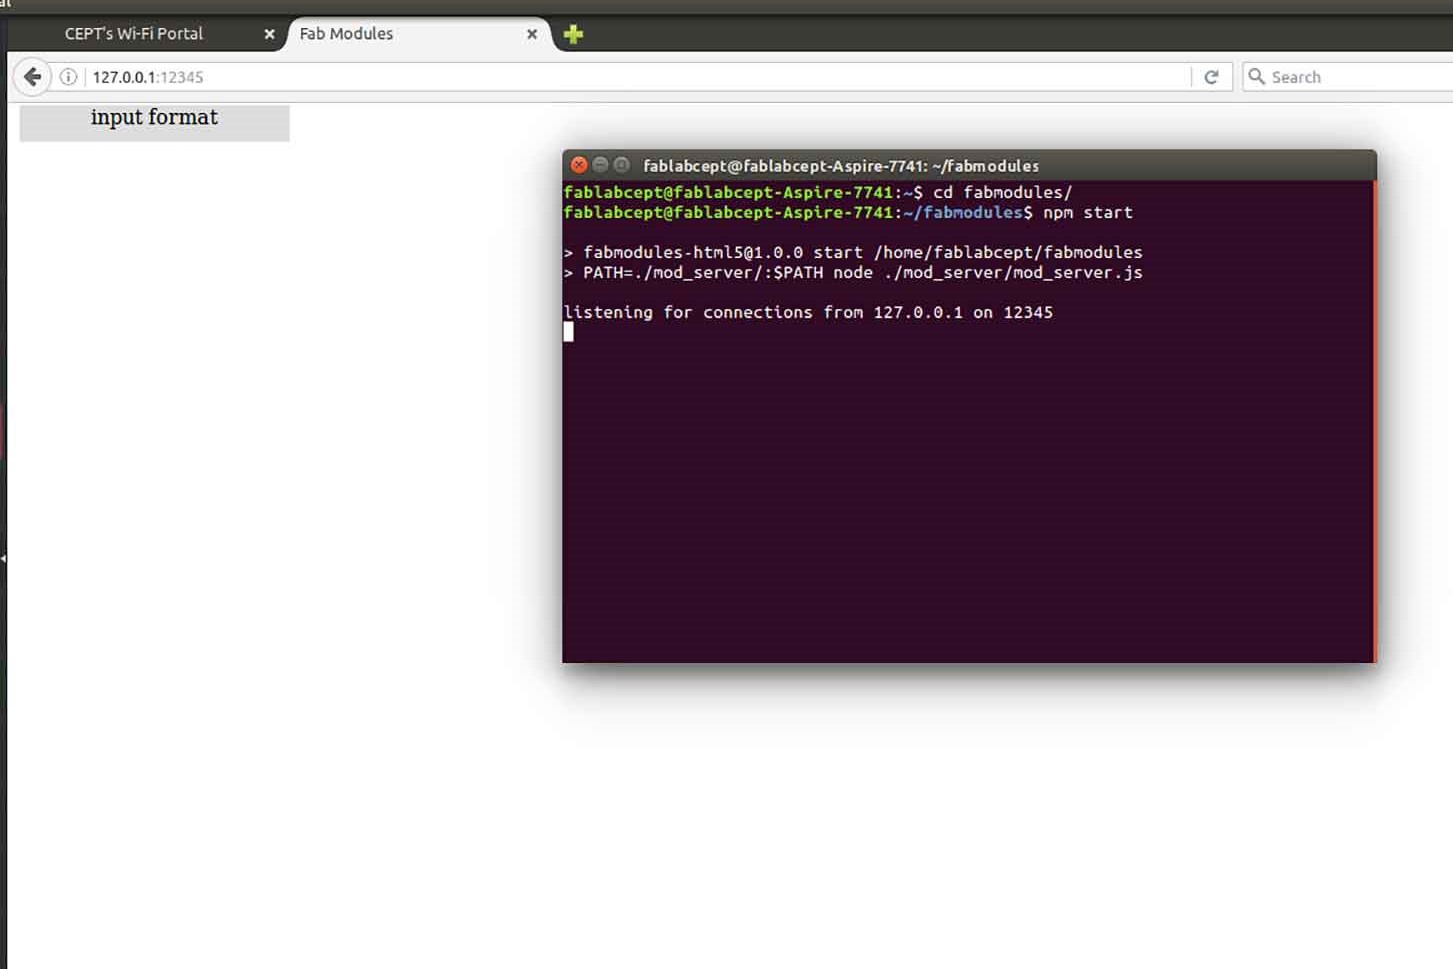 al
CEPT's Wi-Fi Portal
Fab Modules
127.0.0.1:12345
Search
input format
fablabcept@fablabcept-Aspire-7741: ~/fabmodules
fablabcept@fablabcept-Aspire-7741:~$ cd fabmodules/
fablabcept@fablabcept-Aspire-7741:~/fabmodules$ npm start
> fabmodules-html5@1.0.0 start /home/fablabcept/fabmodules
> PATH=./mod_server/:$PATH node ./mod_server/mod_server.js
listening for connections from 127.0.0.1 on 12345